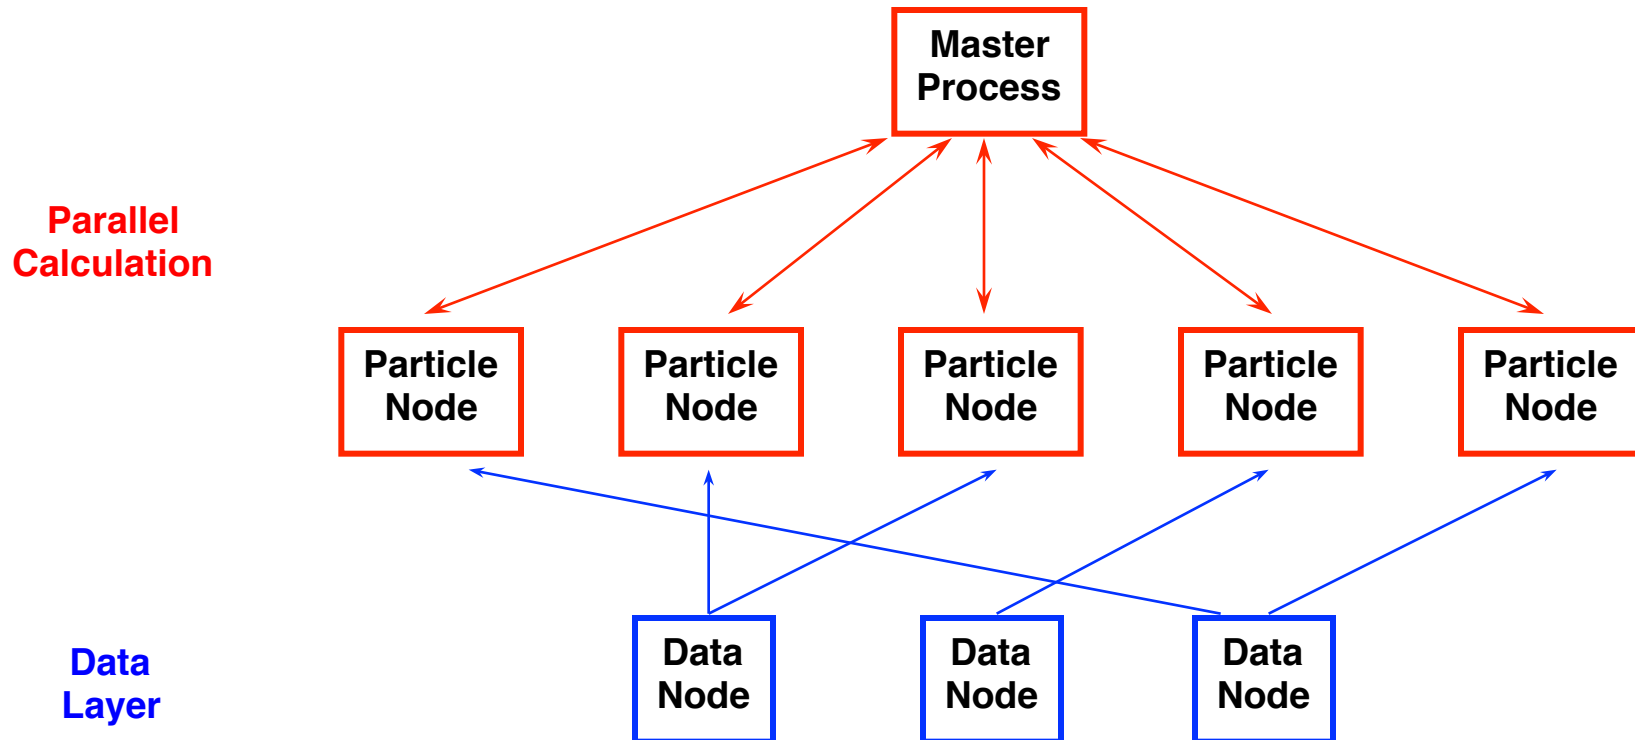 Master
Process
Parallel
Calculation
Particle
Node
Particle
Node
Particle
Node
Particle
Node
Particle
Node
Data
Layer
Data
Node
Data
Node
Data
Node